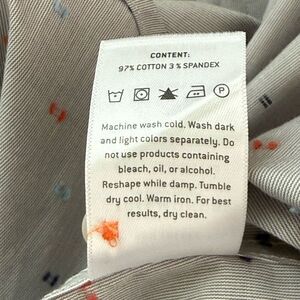 CONTENT:
97% COTTON 3% SPANDEX
P
Machine wash cold. Wash dark
and light colors separately. Do
not use products containing
bleach, oil, or alcohol.
Reshape while damp. Tumble
dry cool. Warm iron. For best
results, dry clean.